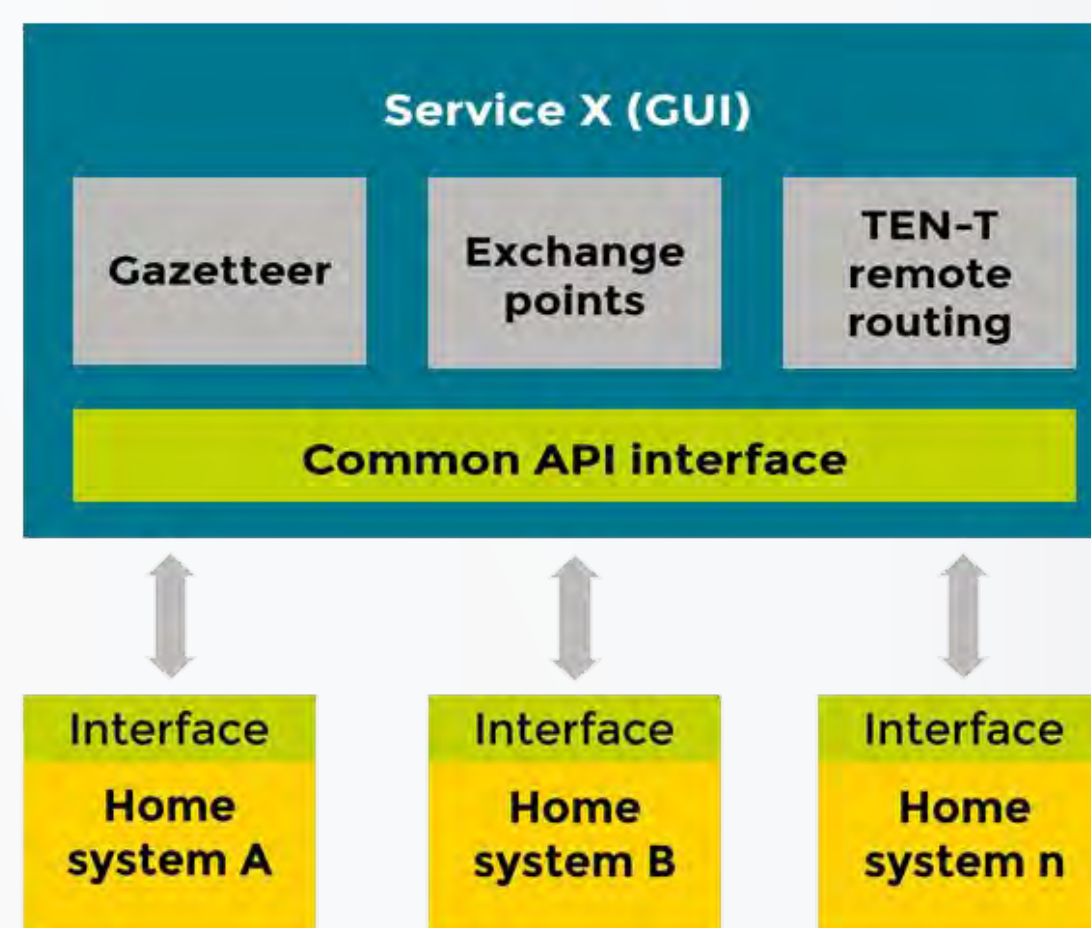 Service X (GUI)
Gazetteer
Exchange
points
TEN-T
remote
routing
Common API interface
Interface
Home
system A
Interface
Home
system B
Interface
Home
system n